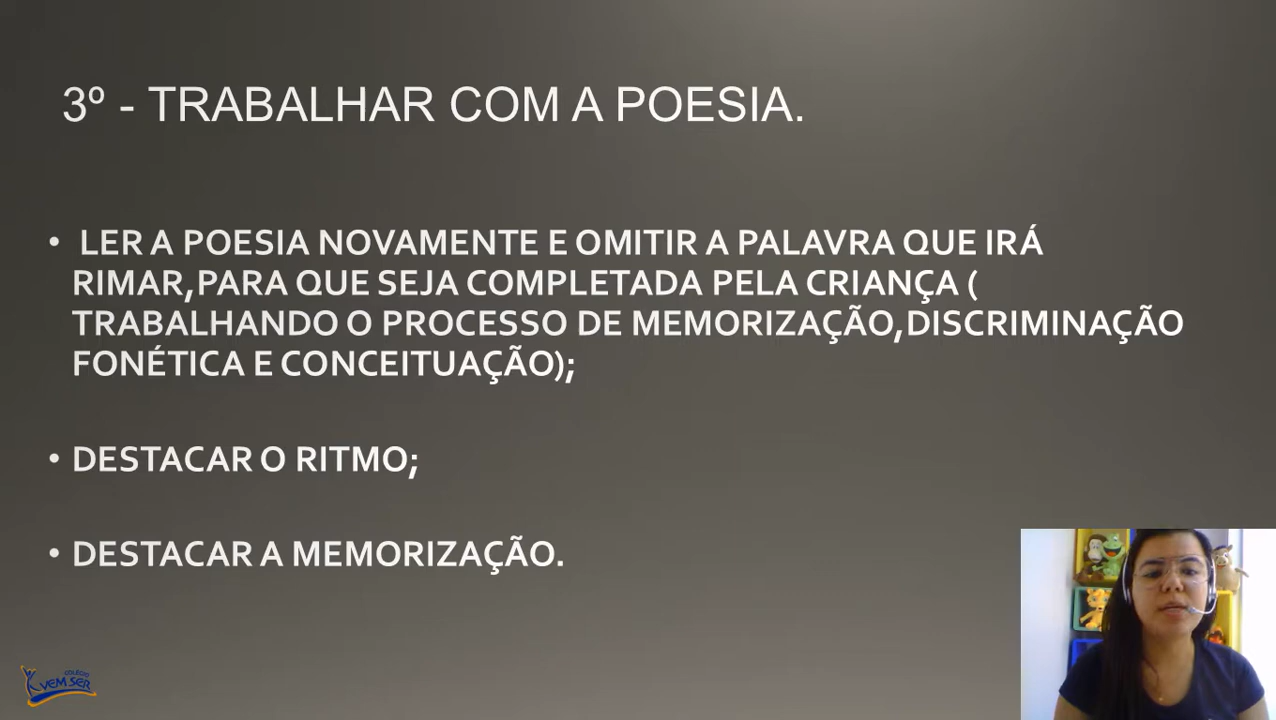 3º - TRABALHAR COM A POESIA.
• LER A POESIA NOVAMENTE E OMITIR A PALAVRA QUE IRÁ
RIMAR,PARA QUE SEJA COMPLETADA PELA CRIANÇA (
TRABALHANDO O PROCESSO DE MEMORIZAÇÃO,DISCRIMINAÇÃO
FONÉTICA E CONCEITUAÇÃO);
• DESTACAR O RITMO;
• DESTACAR A MEMORIZAÇÃO.
COLÉGIO
VEM SER